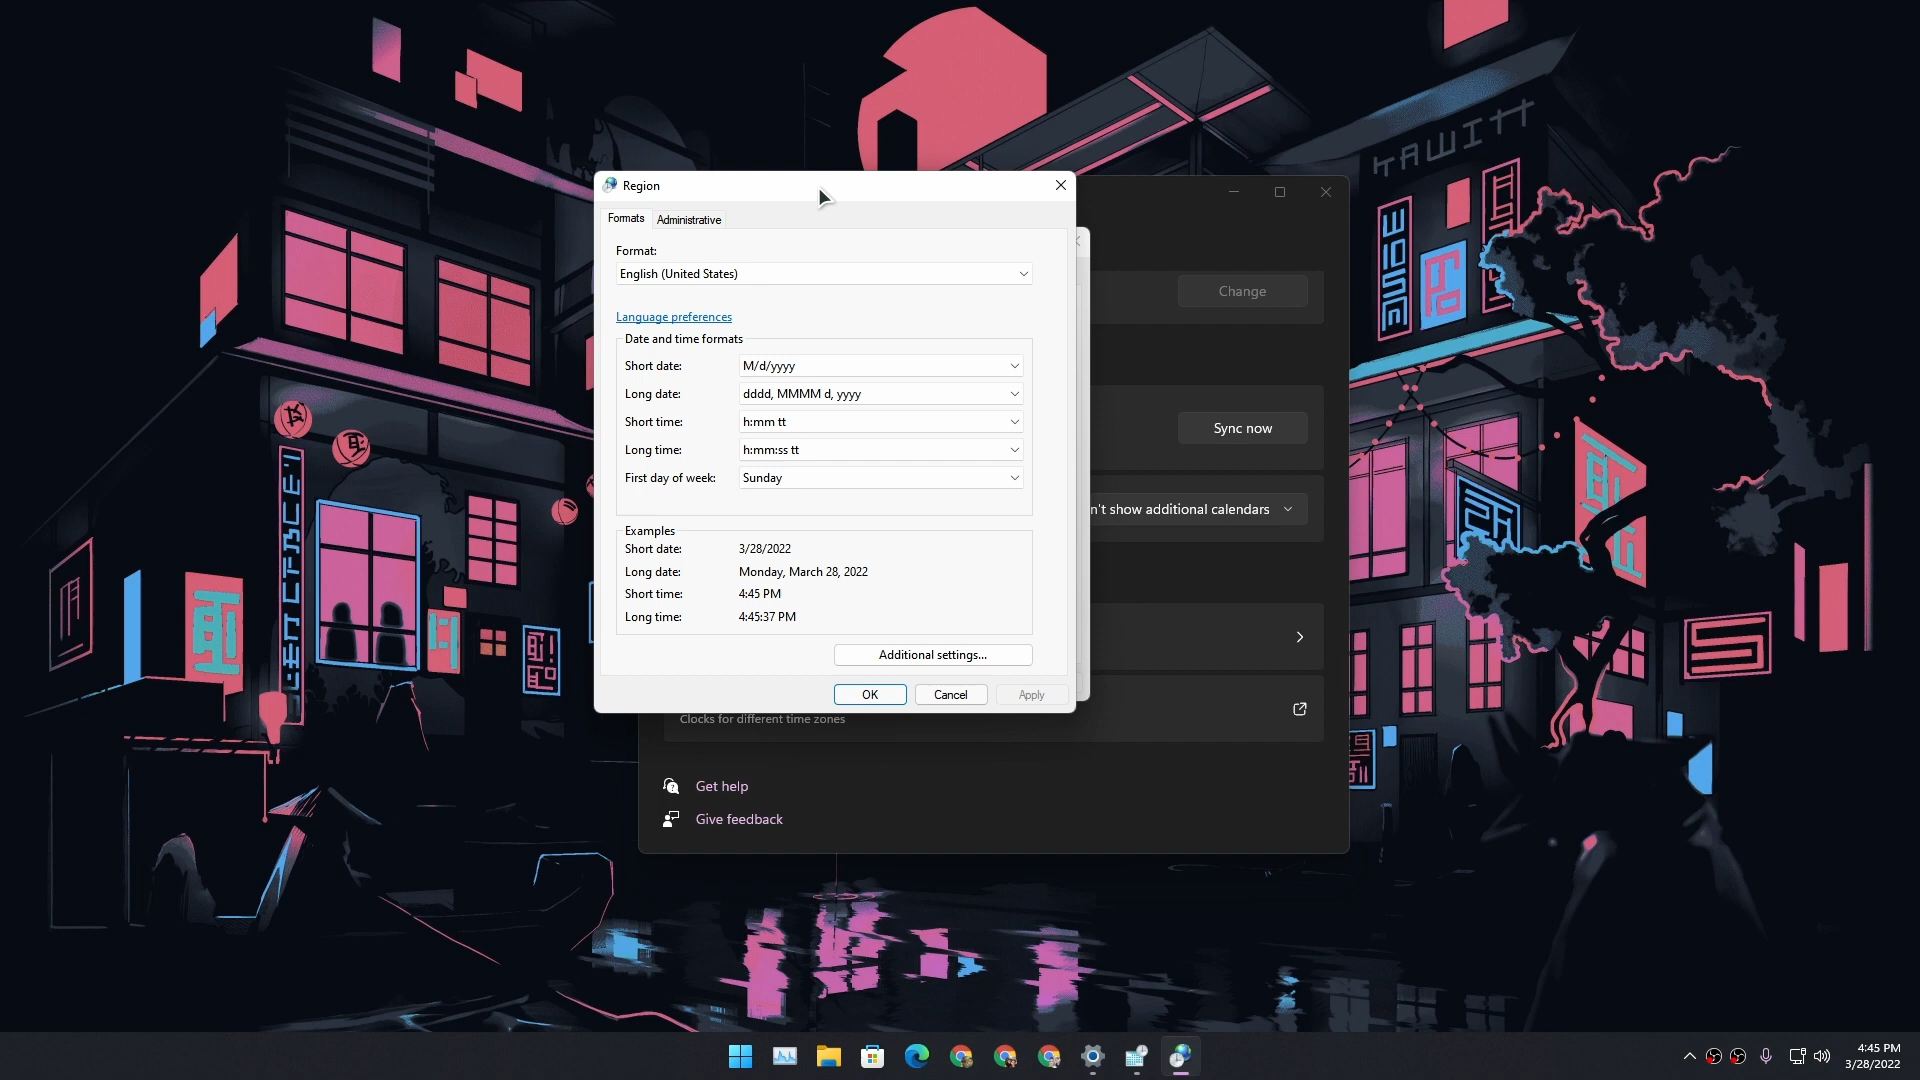 Region
Formats
Administrative
Format:
English (United States)
Language preferences
Date and time formats
Short date: M/d/yyyy
Long date: dddd, MMMM d, yyyy
Short time: h:mm tt
Long time: h:mm:ss tt
First day of week: Sunday
Examples
Short date: 3/28/2022
Long date: Monday, March 28, 2022
Short time: 4:45 PM
Long time: 4:45:37 PM
Additional settings...
OK
Cancel
Apply
Change
Sync now
n't show additional calendars
Clocks for different time zones
Get help
Give feedback
KAWITT
4:45 PM
3/28/2022